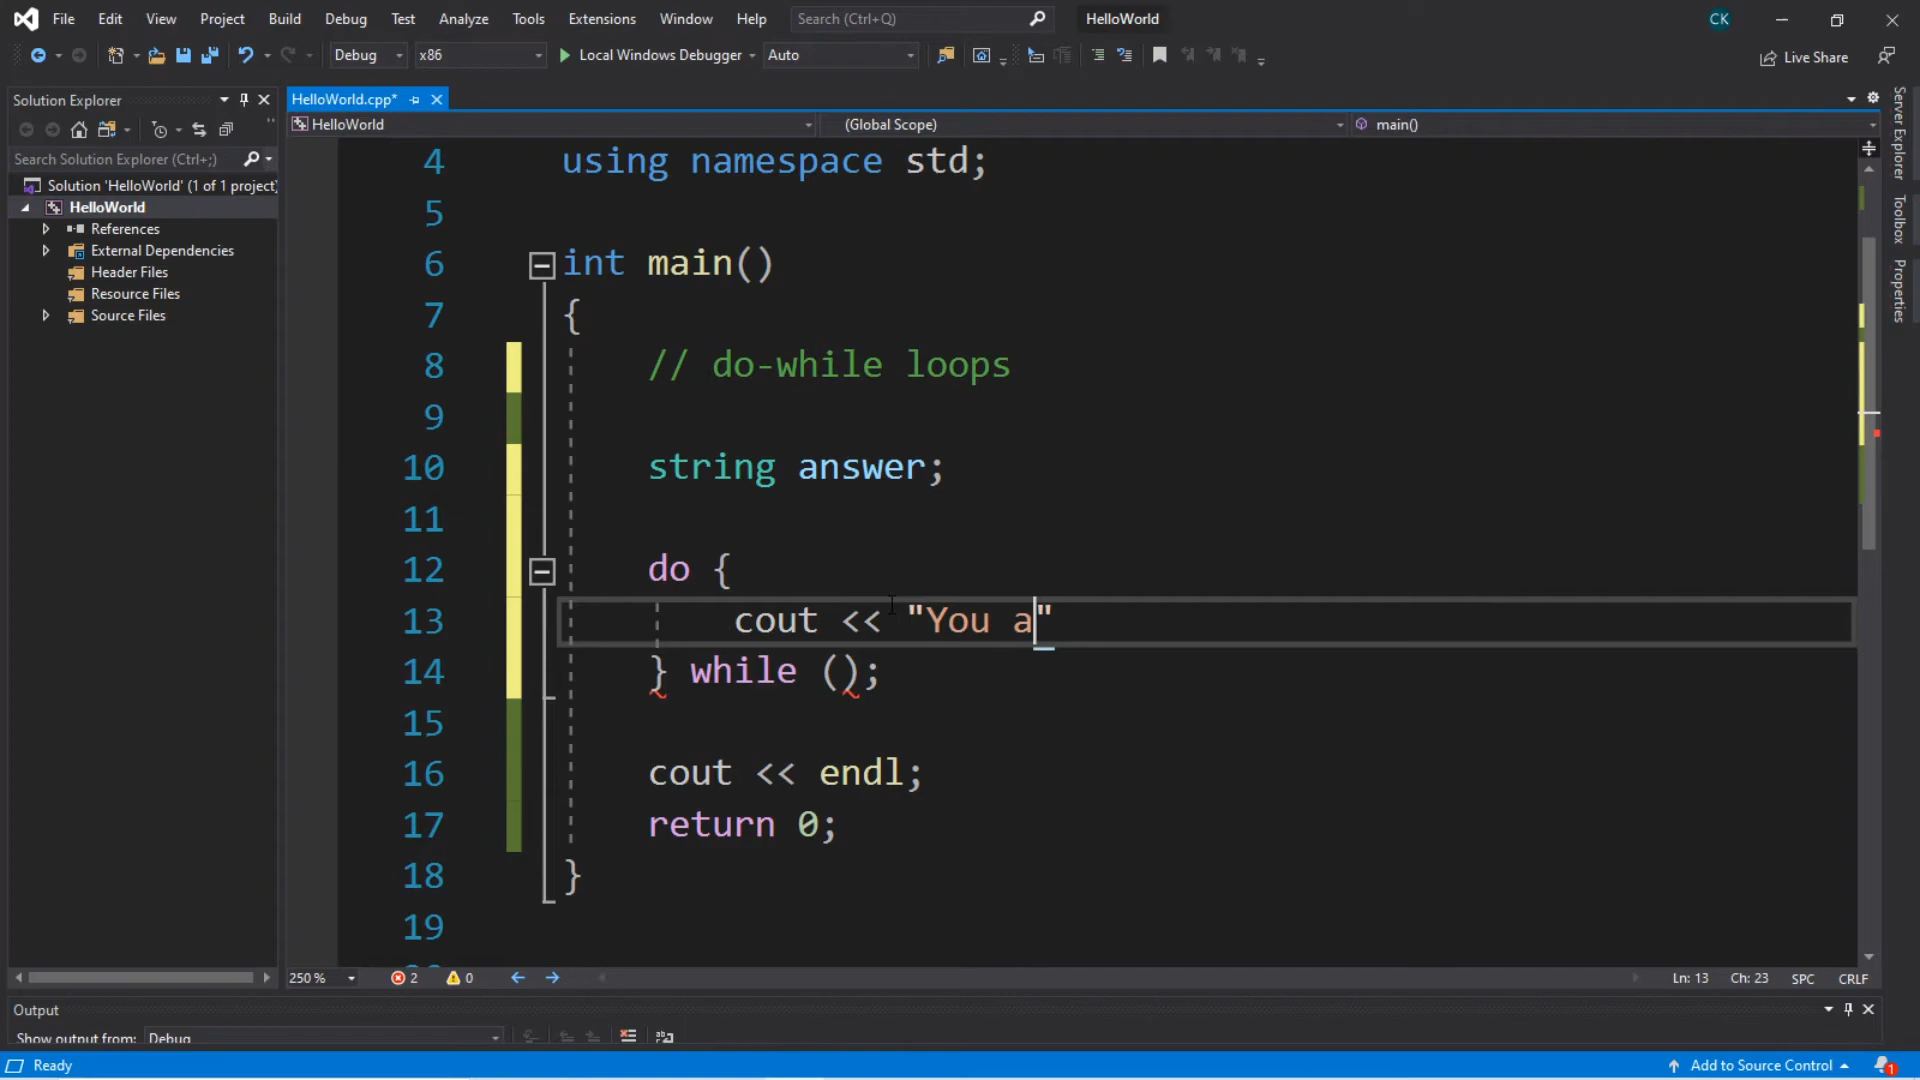 File Edit View Project Build Debug Test Analyze Tools Extensions Window Help Search (Ctrl+Q) HelloWorld CK
Debug x86 Local Windows Debugger Auto Live Share
Solution Explorer
Search Solution Explorer (Ctrl+;)
Solution 'HelloWorld' (1 of 1 project)
HelloWorld
References
External Dependencies
Header Files
Resource Files
Source Files
HelloWorld.cpp*
HelloWorld (Global Scope) main()
4 using namespace std;
5
6 int main()
7 {
8 // do-while loops
9
10 string answer;
11
12 do {
13 cout << "You a"
14 } while ();
15
16 cout << endl;
17 return 0;
18 }
19
250 % 2 0 Ln: 13 Ch: 23 SPC CRLF
Output
Show output from: Debug
Ready Add to Source Control 1
Server Explorer
Toolbox
Properties